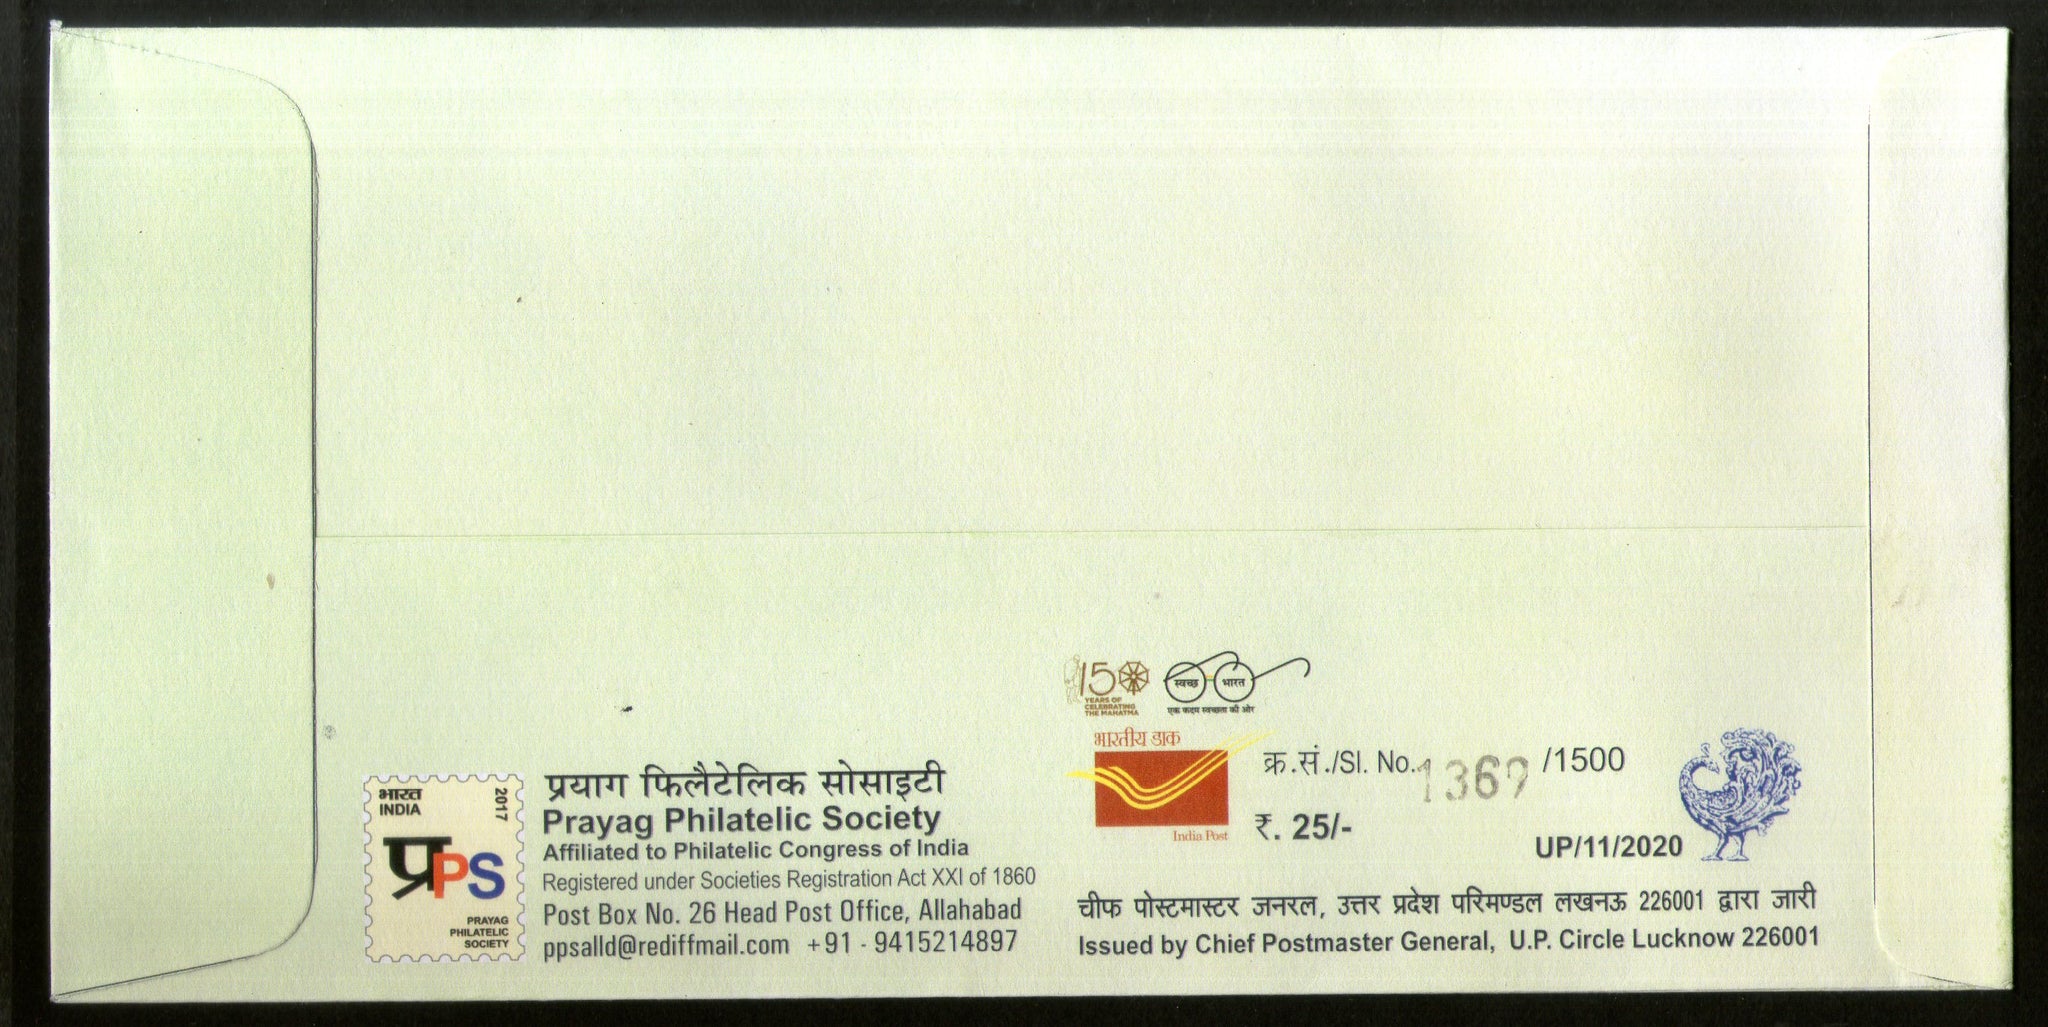 150
YEARS OF
CELEBRATING
THE MAHATMA
स्वच्छ भारत
एक कदम स्वच्छता की ओर
भारत
INDIA
2017
प्रPS
PRAYAG
PHILATELIC
SOCIETY
प्रयाग फिलैटेलिक सोसाइटी
Prayag Philatelic Society
Affiliated to Philatelic Congress of India
Registered under Societies Registration Act XXI of 1860
Post Box No. 26 Head Post Office, Allahabad
ppsalld@rediffmail.com +91 - 9415214897
भारतीय डाक
India Post
क्र.सं./Sl. No. 1369 /1500
₹. 25/-
UP/11/2020
चीफ पोस्टमास्टर जनरल, उत्तर प्रदेश परिमण्डल लखनऊ 226001 द्वारा जारी
Issued by Chief Postmaster General, U.P. Circle Lucknow 226001